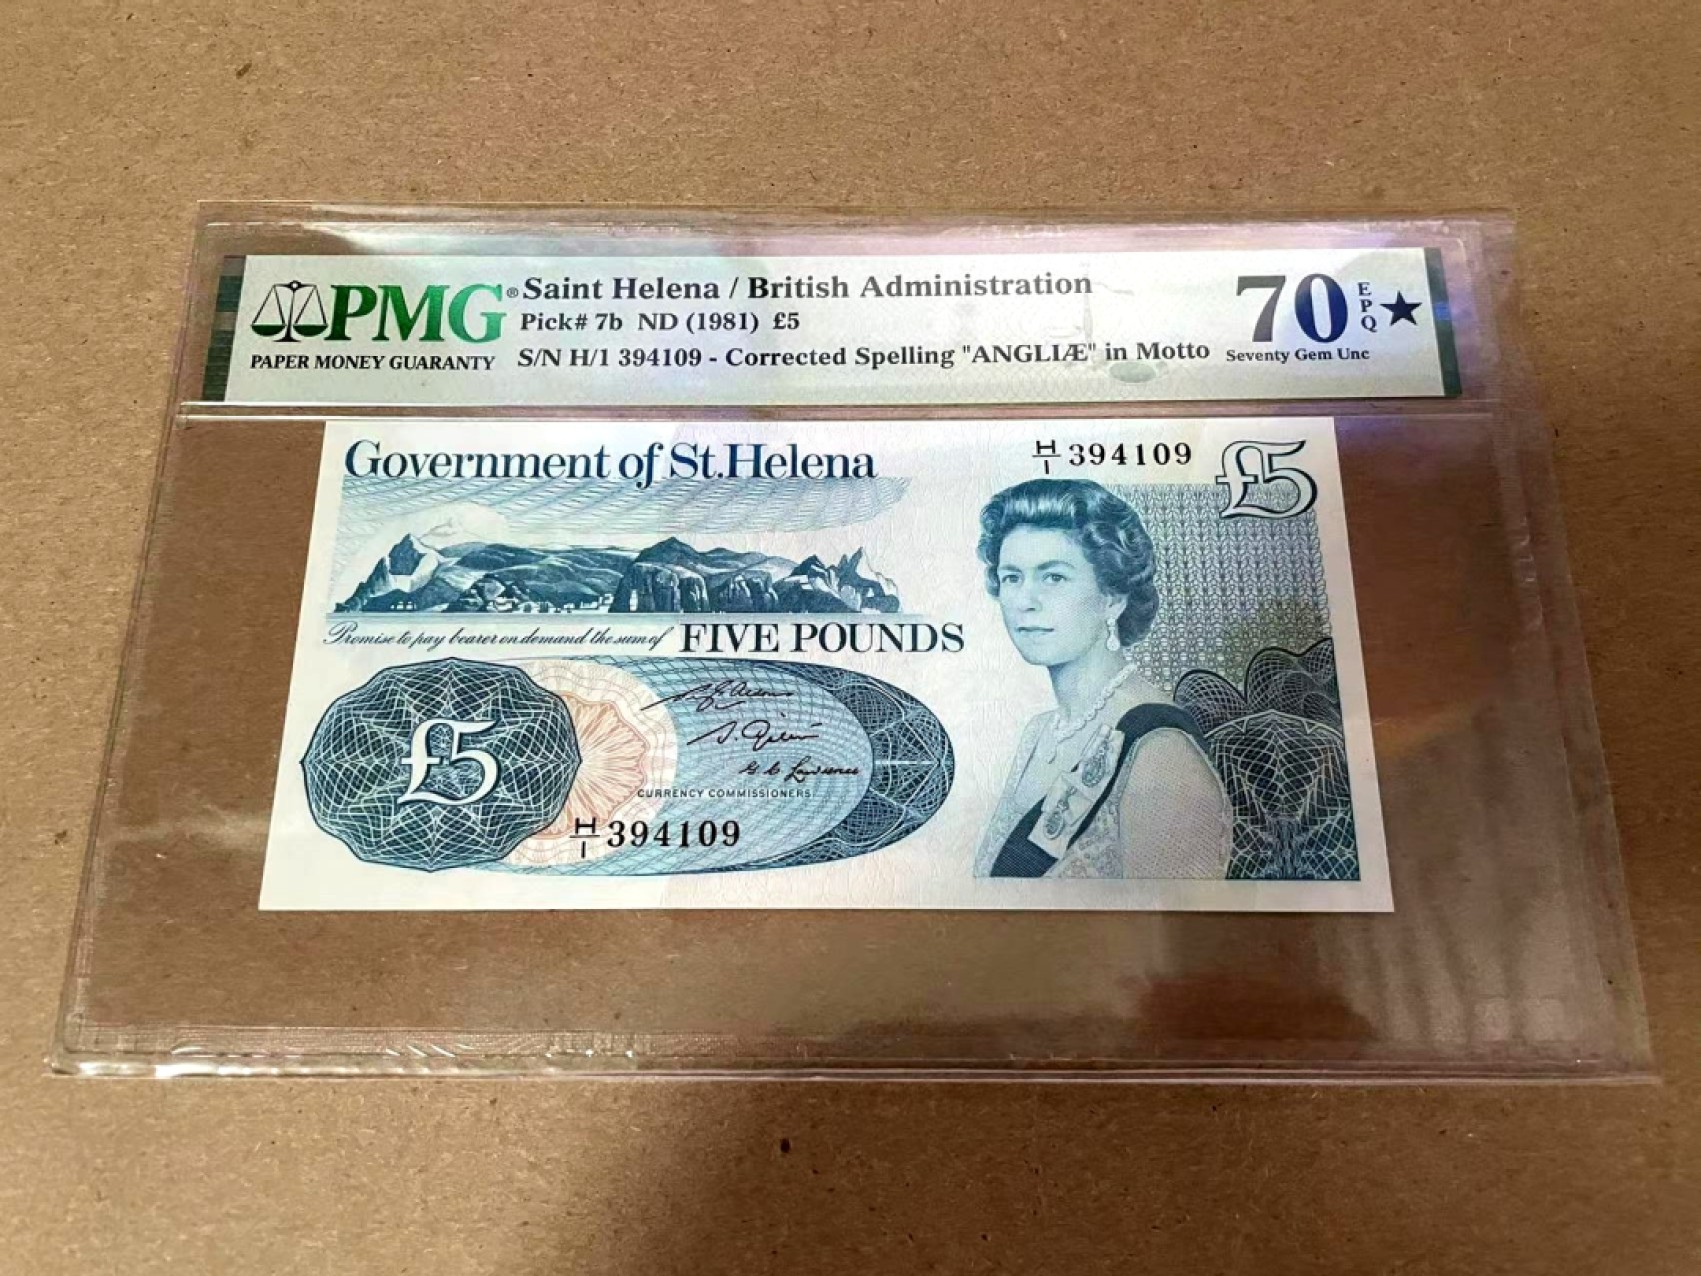 PMG®
PAPER MONEY GUARANTY
Saint Helena / British Administration
Pick# 7b ND (1981) £5
S/N H/1 394109 - Corrected Spelling "ANGLIÆ" in Motto
70 EPQ ★
Seventy Gem Unc
Government of St.Helena
H/1 394109
£5
Promise to pay bearer on demand the sum of FIVE POUNDS
£5
CURRENCY COMMISSIONERS
H/1 394109